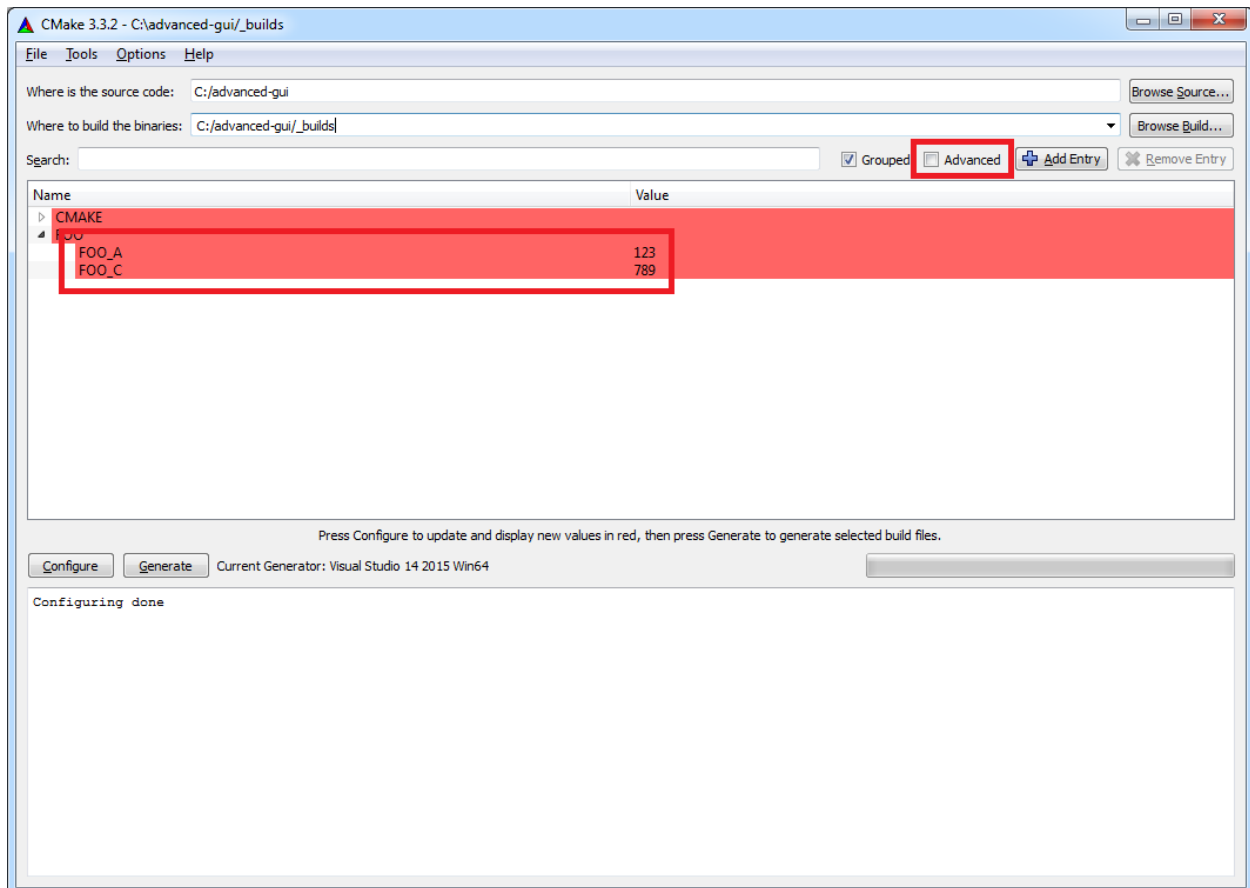 CMake 3.3.2 - C:\advanced-gui/_builds
File Tools Options Help
Where is the source code: C:/advanced-gui Browse Source...
Where to build the binaries: C:/advanced-gui/_builds Browse Build...
Search: Grouped Advanced Add Entry Remove Entry
Name Value
CMAKE
FOO
FOO_A 123
FOO_C 789
Press Configure to update and display new values in red, then press Generate to generate selected build files.
Configure Generate Current Generator: Visual Studio 14 2015 Win64
Configuring done